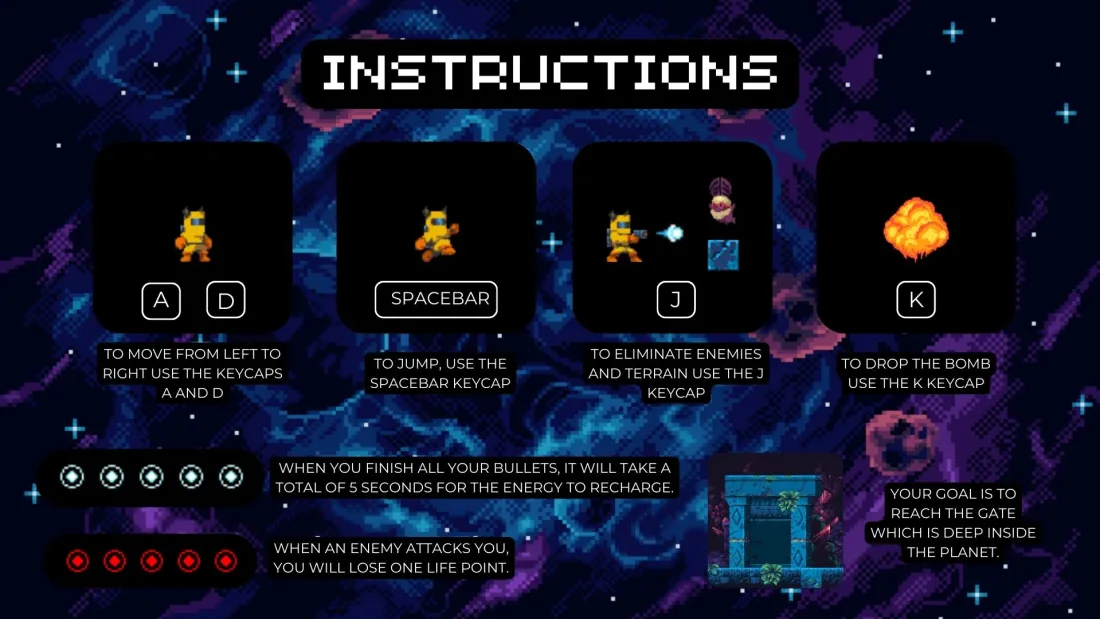 INSTRUCTIONS
A
D
SPACEBAR
J
K
TO MOVE FROM LEFT TO
RIGHT USE THE KEYCAPS
A AND D
TO JUMP, USE THE
SPACEBAR KEYCAP
TO ELIMINATE ENEMIES
AND TERRAIN USE THE J
KEYCAP
TO DROP THE BOMB
USE THE K KEYCAP
WHEN YOU FINISH ALL YOUR BULLETS, IT WILL TAKE A
TOTAL OF 5 SECONDS FOR THE ENERGY TO RECHARGE.
WHEN AN ENEMY ATTACKS YOU,
YOU WILL LOSE ONE LIFE POINT.
YOUR GOAL IS TO
REACH THE GATE
WHICH IS DEEP INSIDE
THE PLANET.